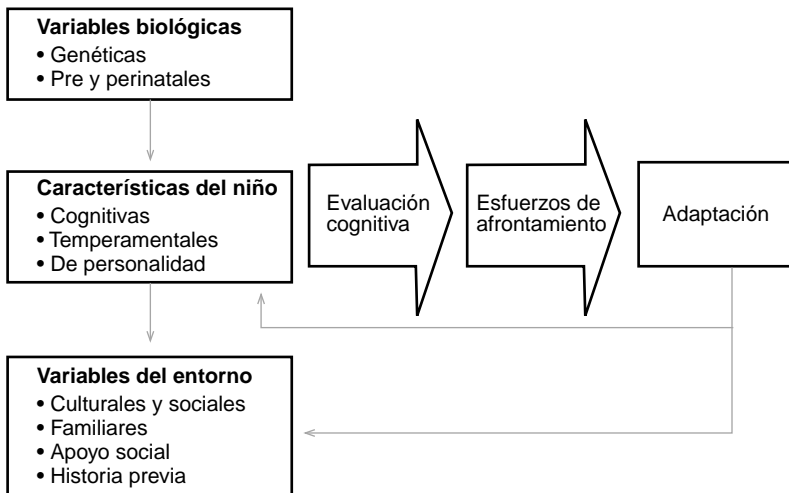 Variables biológicas
• Genéticas
• Pre y perinatales
Características del niño
• Cognitivas
• Temperamentales
• De personalidad
Evaluación
cognitiva
Esfuerzos de
afrontamiento
Adaptación
Variables del entorno
• Culturales y sociales
• Familiares
• Apoyo social
• Historia previa